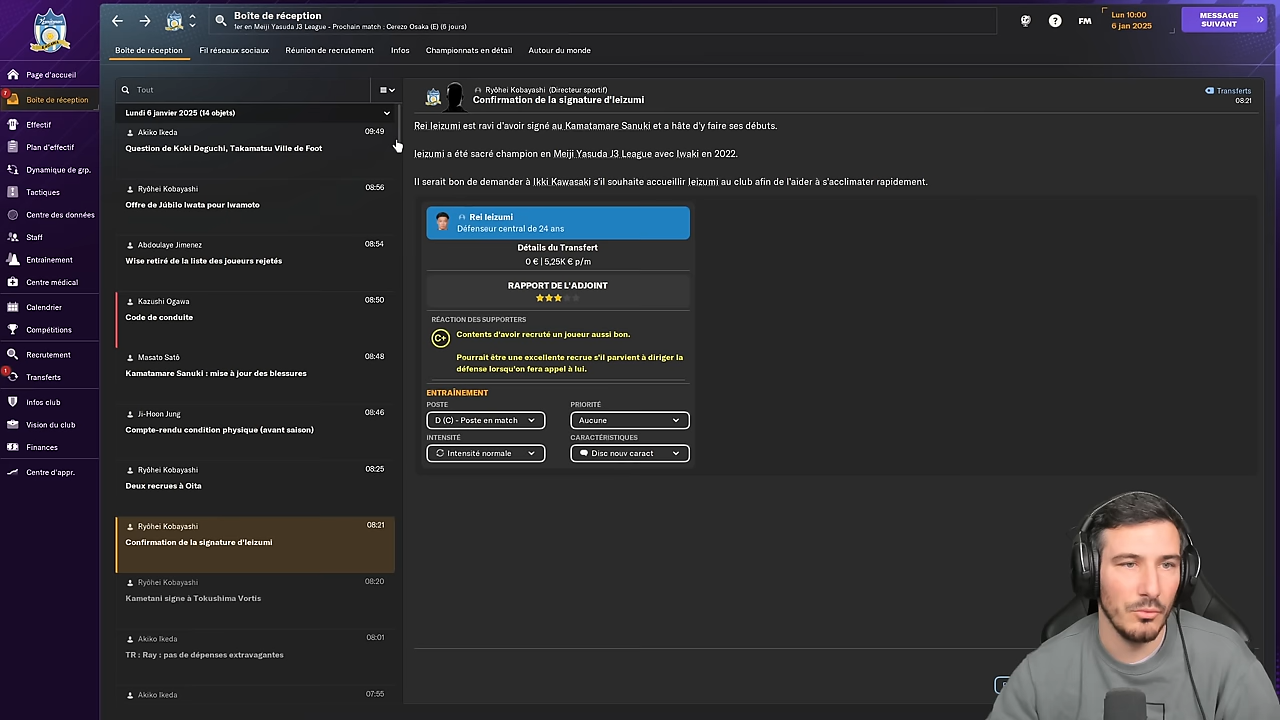 Boîte de réception
1er en Meiji Yasuda J3 League - Prochain match : Cerezo Osaka (E) (6 jours)
FM
Lun 10:00
6 jan 2025
MESSAGE
SUIVANT
Boîte de réception
Fil réseaux sociaux
Réunion de recrutement
Infos
Championnats en détail
Autour du monde
Page d'accueil
7
Boîte de réception
Effectif
Plan d'effectif
Dynamique de grp.
Tactiques
Centre des données
Staff
Entraînement
Centre médical
Calendrier
Compétitions
Recrutement
1
Transferts
Infos club
Vision du club
Finances
Centre d'appr.
Tout
Lundi 6 janvier 2025 (14 objets)
Akiko Ikeda 09:49
Question de Koki Deguchi, Takamatsu Ville de Foot
Ryôhei Kobayashi 08:56
Offre de Júbilo Iwata pour Iwamoto
Abdoulaye Jimenez 08:54
Wise retiré de la liste des joueurs rejetés
Kazushi Ogawa 08:50
Code de conduite
Masato Satô 08:48
Kamatamare Sanuki : mise à jour des blessures
Ji-Hoon Jung 08:46
Compte-rendu condition physique (avant saison)
Ryôhei Kobayashi 08:25
Deux recrues à Oita
Ryôhei Kobayashi 08:21
Confirmation de la signature d'Ieizumi
Ryôhei Kobayashi 08:20
Kametani signe à Tokushima Vortis
Akiko Ikeda 08:01
TR : Ray : pas de dépenses extravagantes
Akiko Ikeda 07:55
Ryôhei Kobayashi (Directeur sportif)
Confirmation de la signature d'Ieizumi
Transferts
08:21
Rei Ieizumi est ravi d'avoir signé au Kamatamare Sanuki et a hâte d'y faire ses débuts.
Ieizumi a été sacré champion en Meiji Yasuda J3 League avec Iwaki en 2022.
Il serait bon de demander à Ikki Kawasaki s'il souhaite accueillir Ieizumi au club afin de l'aider à s'acclimater rapidement.
Rei Ieizumi
Défenseur central de 24 ans
Détails du Transfert
0 € | 5,25K € p/m
RAPPORT DE L'ADJOINT
RÉACTION DES SUPPORTERS
C+
Contents d'avoir recruté un joueur aussi bon.
Pourrait être une excellente recrue s'il parvient à diriger la
défense lorsqu'on fera appel à lui.
ENTRAÎNEMENT
POSTE
PRIORITÉ
D (C) - Poste en match
Aucune
INTENSITÉ
CARACTÉRISTIQUES
Intensité normale
Disc nouv caract